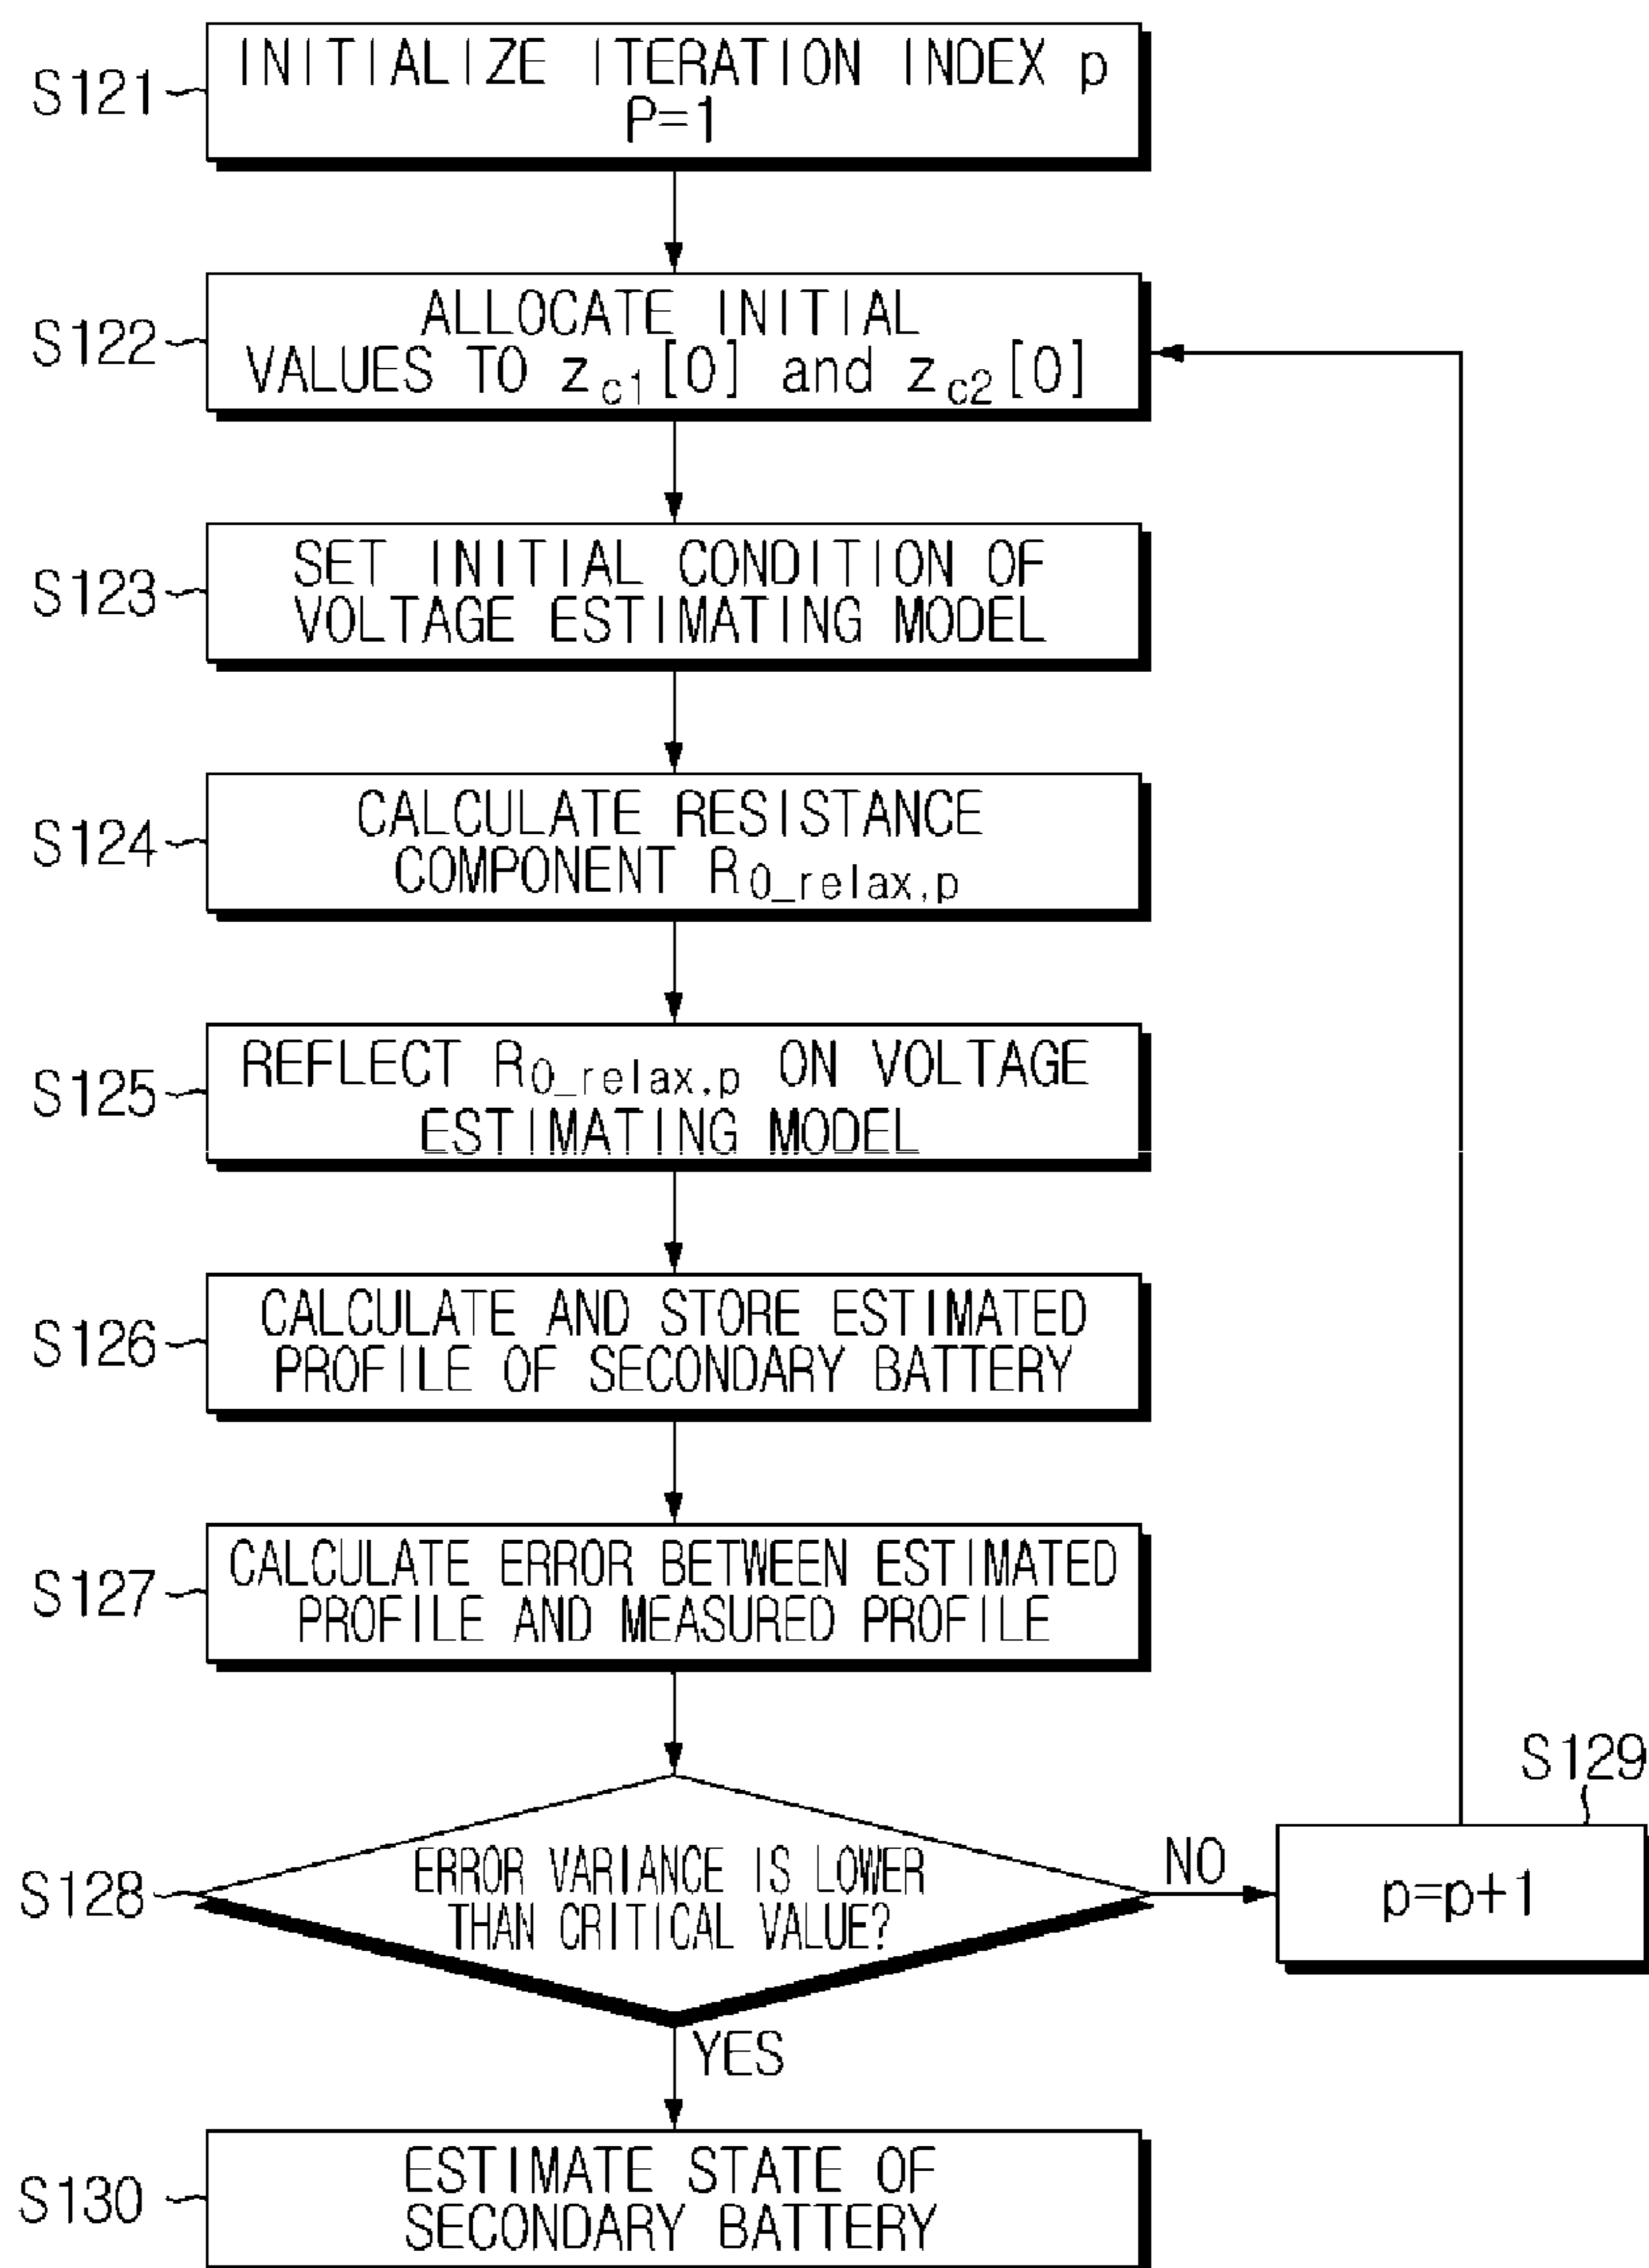 S121
INITIALIZE ITERATION INDEX p
P=1
S122
ALLOCATE INITIAL
VALUES TO zc1[0] and zc2[0]
S123
SET INITIAL CONDITION OF
VOLTAGE ESTIMATING MODEL
S124
CALCULATE RESISTANCE
COMPONENT R0_relax,p
S125
REFLECT R0_relax,p ON VOLTAGE
ESTIMATING MODEL
S126
CALCULATE AND STORE ESTIMATED
PROFILE OF SECONDARY BATTERY
S127
CALCULATE ERROR BETWEEN ESTIMATED
PROFILE AND MEASURED PROFILE
S128
ERROR VARIANCE IS LOWER
THAN CRITICAL VALUE?
NO
S129
p=p+1
YES
S130
ESTIMATE STATE OF
SECONDARY BATTERY